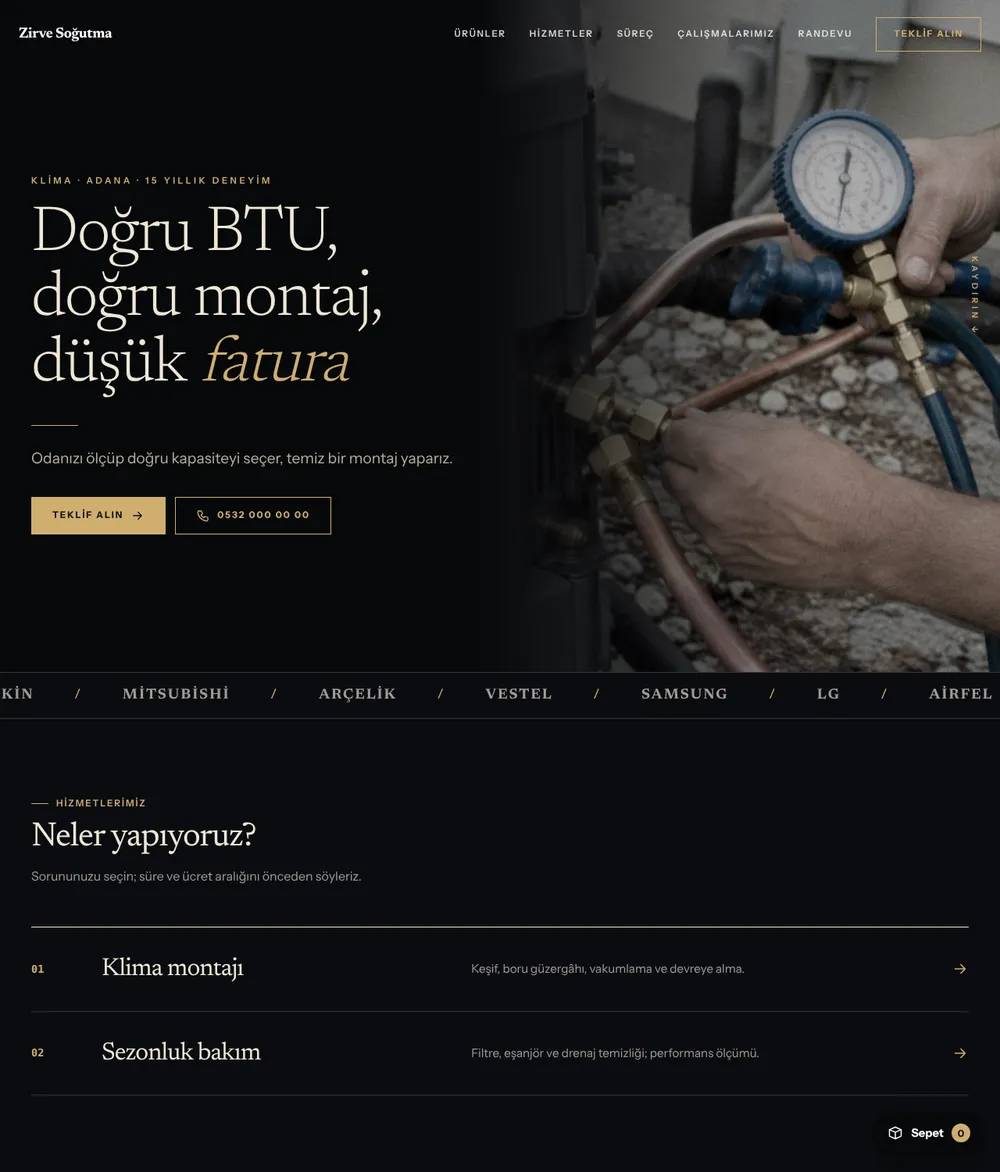 Zirve Soğutma
ÜRÜNLER HİZMETLER SÜREÇ ÇALIŞMALARIMIZ RANDEVU TEKLİF ALIN
KLİMA · ADANA · 15 YILLIK DENEYİM
Doğru BTU,
doğru montaj,
düşük fatura
KAYDIRIN ↓
Odanızı ölçüp doğru kapasiteyi seçer, temiz bir montaj yaparız.
TEKLİF ALIN → 0532 000 00 00
KİN / MİTSUBİSHİ / ARÇELİK / VESTEL / SAMSUNG / LG / AİRFEL
HİZMETLERİMİZ
Neler yapıyoruz?
Sorununuzu seçin; süre ve ücret aralığını önceden söyleriz.
01 Klima montajı Keşif, boru güzergâhı, vakumlama ve devreye alma. →
02 Sezonluk bakım Filtre, eşanjör ve drenaj temizliği; performans ölçümü. →
Sepet 0